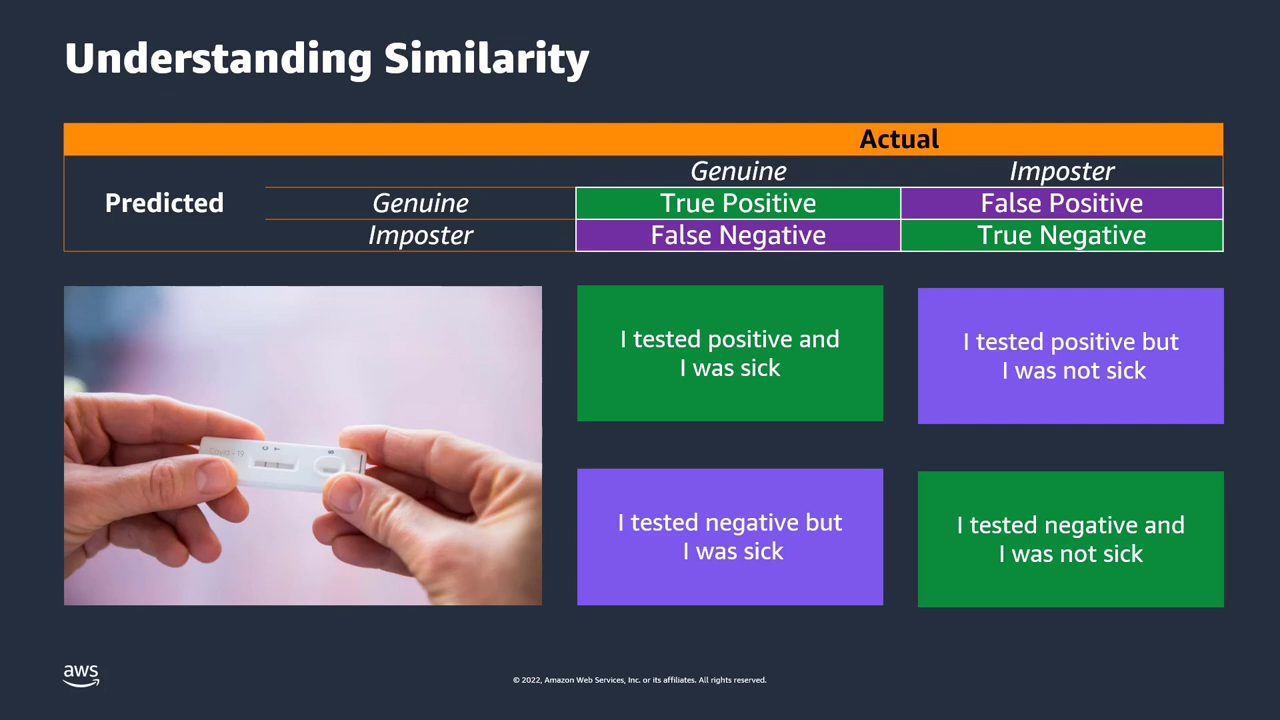 Understanding Similarity
Actual
Genuine Imposter
Predicted Genuine True Positive False Positive
Imposter False Negative True Negative
I tested positive and
I was sick
I tested positive but
I was not sick
Covid - 19
C T
I tested negative but
I was sick
I tested negative and
I was not sick
aws
© 2022, Amazon Web Services, Inc. or its affiliates. All rights reserved.